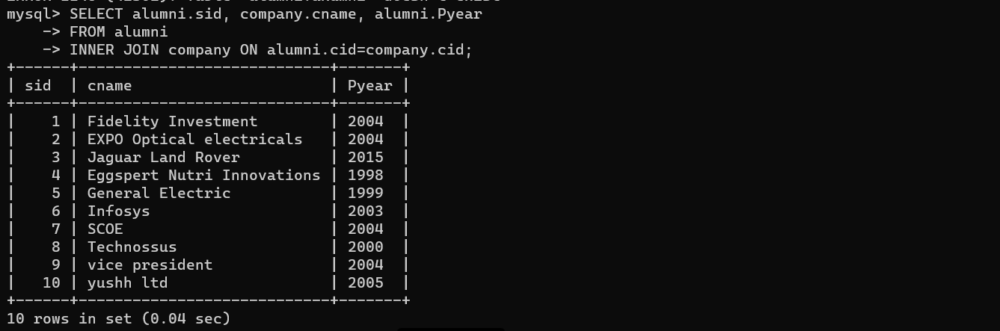 mysql> SELECT alumni.sid, company.cname, alumni.Pyear
    -> FROM alumni
    -> INNER JOIN company ON alumni.cid=company.cid;
+------+----------------------------+-------+
| sid  | cname                      | Pyear |
+------+----------------------------+-------+
|    1 | Fidelity Investment        | 2004  |
|    2 | EXPO Optical electricals   | 2004  |
|    3 | Jaguar Land Rover          | 2015  |
|    4 | Eggspert Nutri Innovations | 1998  |
|    5 | General Electric           | 1999  |
|    6 | Infosys                    | 2003  |
|    7 | SCOE                       | 2004  |
|    8 | Technossus                 | 2000  |
|    9 | vice president             | 2004  |
|   10 | yushh ltd                  | 2005  |
+------+----------------------------+-------+
10 rows in set (0.04 sec)